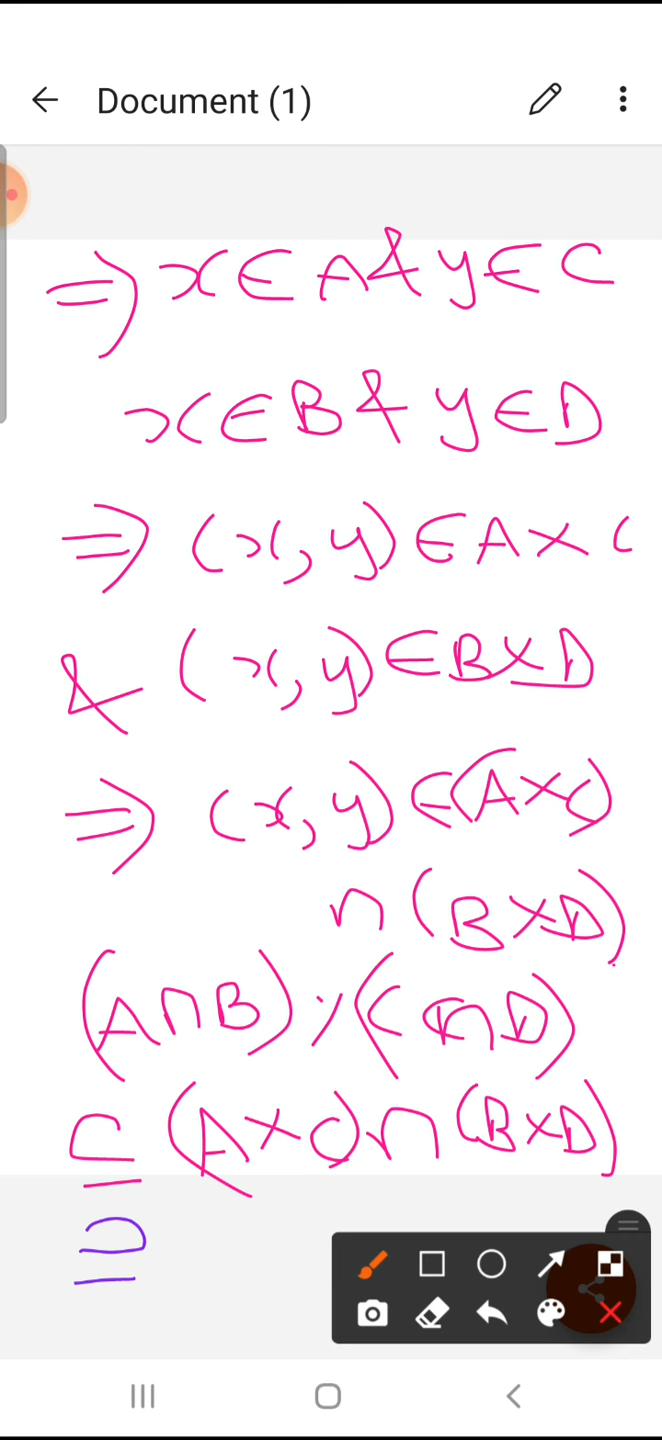 Document (1)
⇒ x ∈ A & y ∈ C
x ∈ B & y ∈ D
⇒ (x, y) ∈ A × C
& (x, y) ∈ B × D
⇒ (x, y) ∈ (A × C)
∩ (B × D)
(A ∩ B) × (C ∩ D)
⊆ (A × C) ∩ (B × D)
⊇